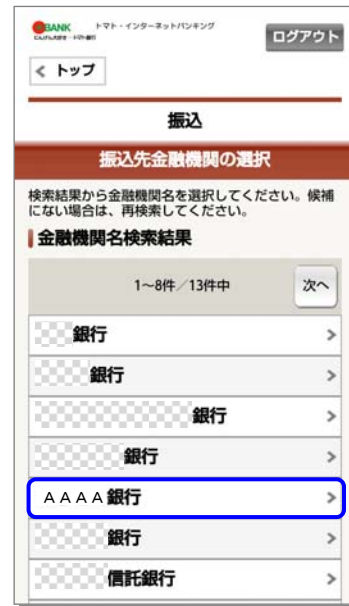 BANK
トマト・インターネットバンキング
ログアウト
トップ
振込
振込先金融機関の選択
検索結果から金融機関名を選択してください。候補
にない場合は、再検索してください。
金融機関名検索結果
1~8件/13件中
次へ
銀行
銀行
銀行
銀行
AAAA銀行
銀行
信託銀行